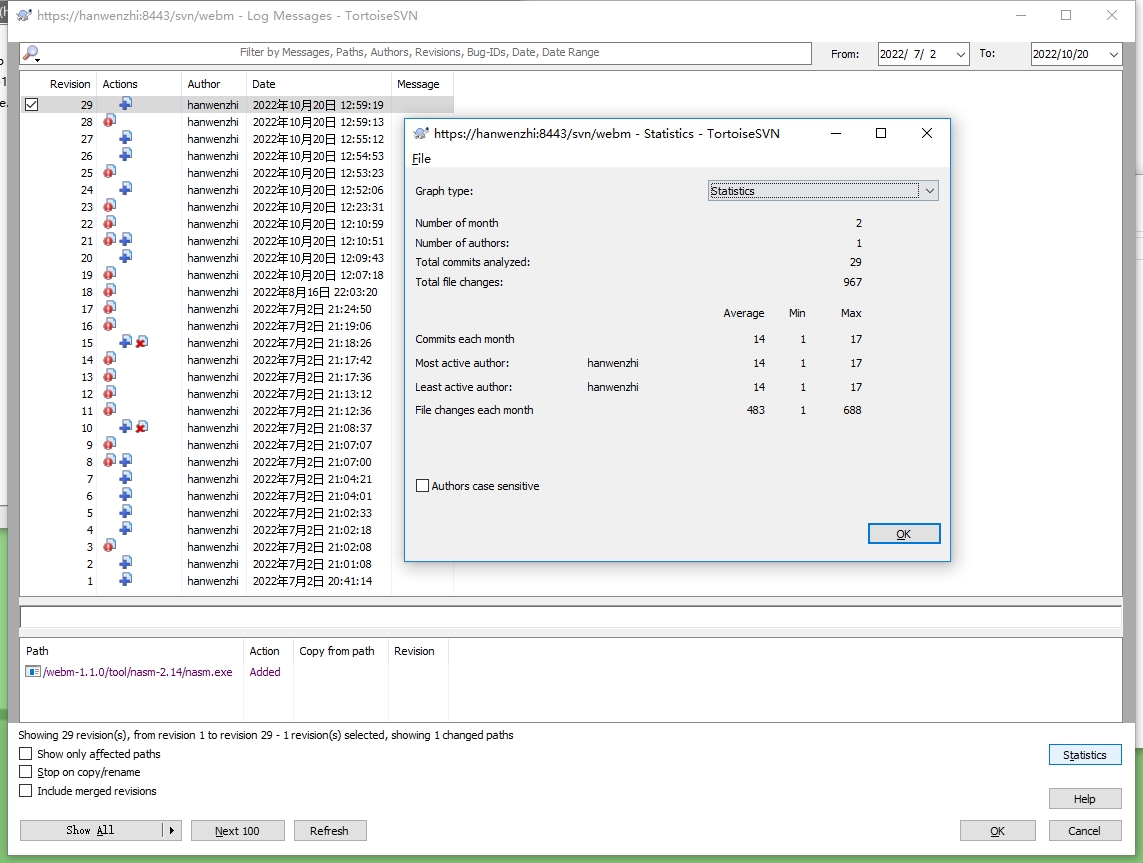 https://hanwenzhi:8443/svn/webm - Log Messages - TortoiseSVN
Filter by Messages, Paths, Authors, Revisions, Bug-IDs, Date, Date Range
From: 2022/ 7/ 2 To: 2022/10/20
Revision Actions Author Date Message
29 hanwenzhi 2022年10月20日 12:59:19
28 hanwenzhi 2022年10月20日 12:59:13
27 hanwenzhi 2022年10月20日 12:55:12
26 hanwenzhi 2022年10月20日 12:54:53
25 hanwenzhi 2022年10月20日 12:53:23
24 hanwenzhi 2022年10月20日 12:52:06
23 hanwenzhi 2022年10月20日 12:23:31
22 hanwenzhi 2022年10月20日 12:10:59
21 hanwenzhi 2022年10月20日 12:10:51
20 hanwenzhi 2022年10月20日 12:09:43
19 hanwenzhi 2022年10月20日 12:07:18
18 hanwenzhi 2022年8月16日 22:03:20
17 hanwenzhi 2022年7月2日 21:24:50
16 hanwenzhi 2022年7月2日 21:19:06
15 hanwenzhi 2022年7月2日 21:18:26
14 hanwenzhi 2022年7月2日 21:17:42
13 hanwenzhi 2022年7月2日 21:17:36
12 hanwenzhi 2022年7月2日 21:13:12
11 hanwenzhi 2022年7月2日 21:12:36
10 hanwenzhi 2022年7月2日 21:08:37
9 hanwenzhi 2022年7月2日 21:07:07
8 hanwenzhi 2022年7月2日 21:07:00
7 hanwenzhi 2022年7月2日 21:04:21
6 hanwenzhi 2022年7月2日 21:04:01
5 hanwenzhi 2022年7月2日 21:02:33
4 hanwenzhi 2022年7月2日 21:02:18
3 hanwenzhi 2022年7月2日 21:02:08
2 hanwenzhi 2022年7月2日 21:01:08
1 hanwenzhi 2022年7月2日 20:41:14
https://hanwenzhi:8443/svn/webm - Statistics - TortoiseSVN
File
Graph type: Statistics
Number of month 2
Number of authors: 1
Total commits analyzed: 29
Total file changes: 967
Average Min Max
Commits each month 14 1 17
Most active author: hanwenzhi 14 1 17
Least active author: hanwenzhi 14 1 17
File changes each month 483 1 688
Authors case sensitive
OK
Path Action Copy from path Revision
/webm-1.1.0/tool/nasm-2.14/nasm.exe Added
Showing 29 revision(s), from revision 1 to revision 29 - 1 revision(s) selected, showing 1 changed paths
Show only affected paths
Stop on copy/rename
Include merged revisions
Statistics
Help
Show All Next 100 Refresh OK Cancel